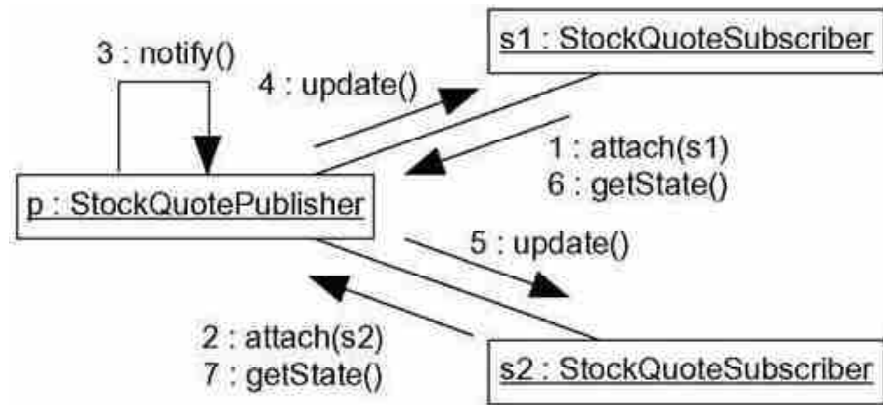 s1 : StockQuoteSubscriber
3 : notify()
4 : update()
1 : attach(s1)
6 : getState()
p : StockQuotePublisher
5 : update()
2 : attach(s2)
7 : getState()
s2 : StockQuoteSubscriber